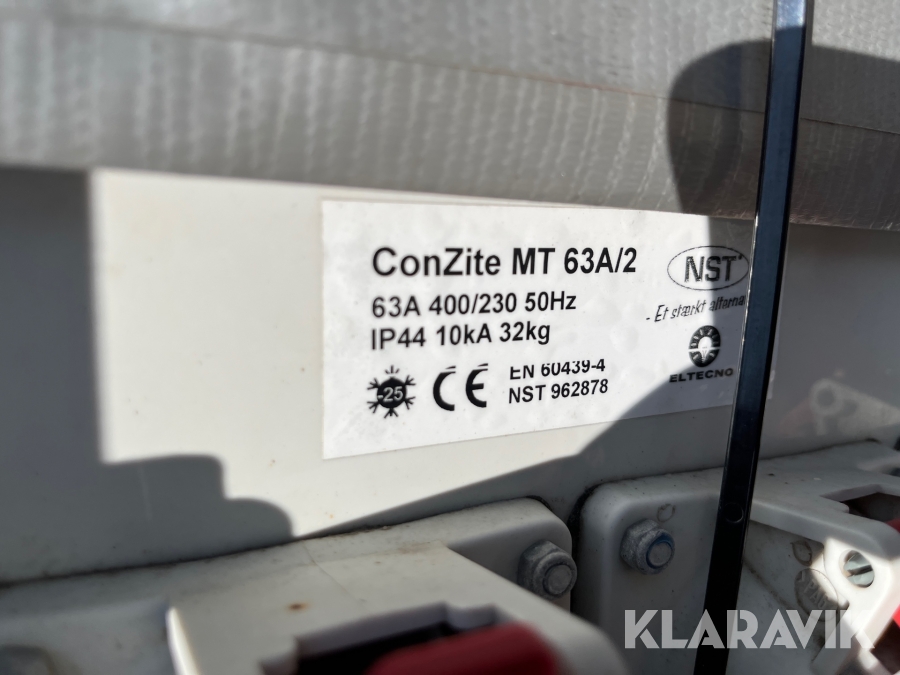 ConZite MT 63A/2
63A 400/230 50Hz
IP44 10kA 32kg
-25
CE
EN 60439-4
NST 962878
NST
- Et stærkt
ELTECNO
KLARAVIK